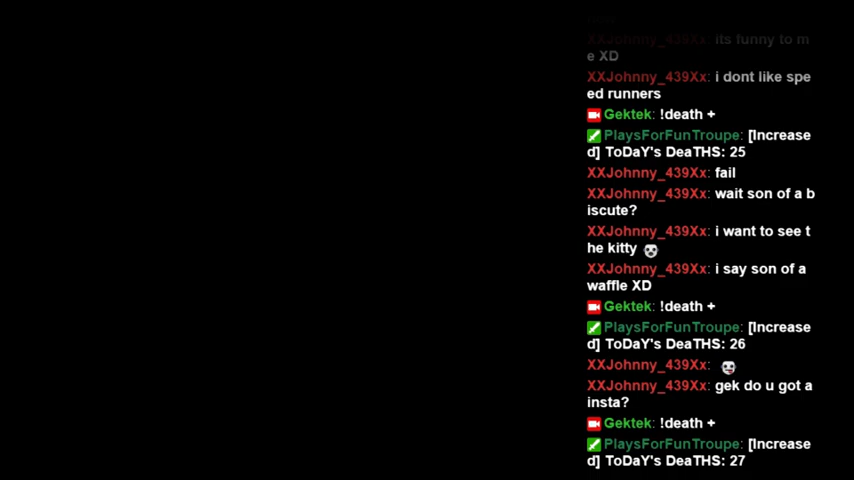 XXJohnny_439Xx: its funny to m
e XD
XXJohnny_439Xx: i dont like spe
ed runners
Gektek: !death +
PlaysForFunTroupe: [Increase
d] ToDaY's DeaTHS: 25
XXJohnny_439Xx: fail
XXJohnny_439Xx: wait son of a b
iscute?
XXJohnny_439Xx: i want to see t
he kitty
XXJohnny_439Xx: i say son of a
waffle XD
Gektek: !death +
PlaysForFunTroupe: [Increase
d] ToDaY's DeaTHS: 26
XXJohnny_439Xx:
XXJohnny_439Xx: gek do u got a
insta?
Gektek: !death +
PlaysForFunTroupe: [Increase
d] ToDaY's DeaTHS: 27